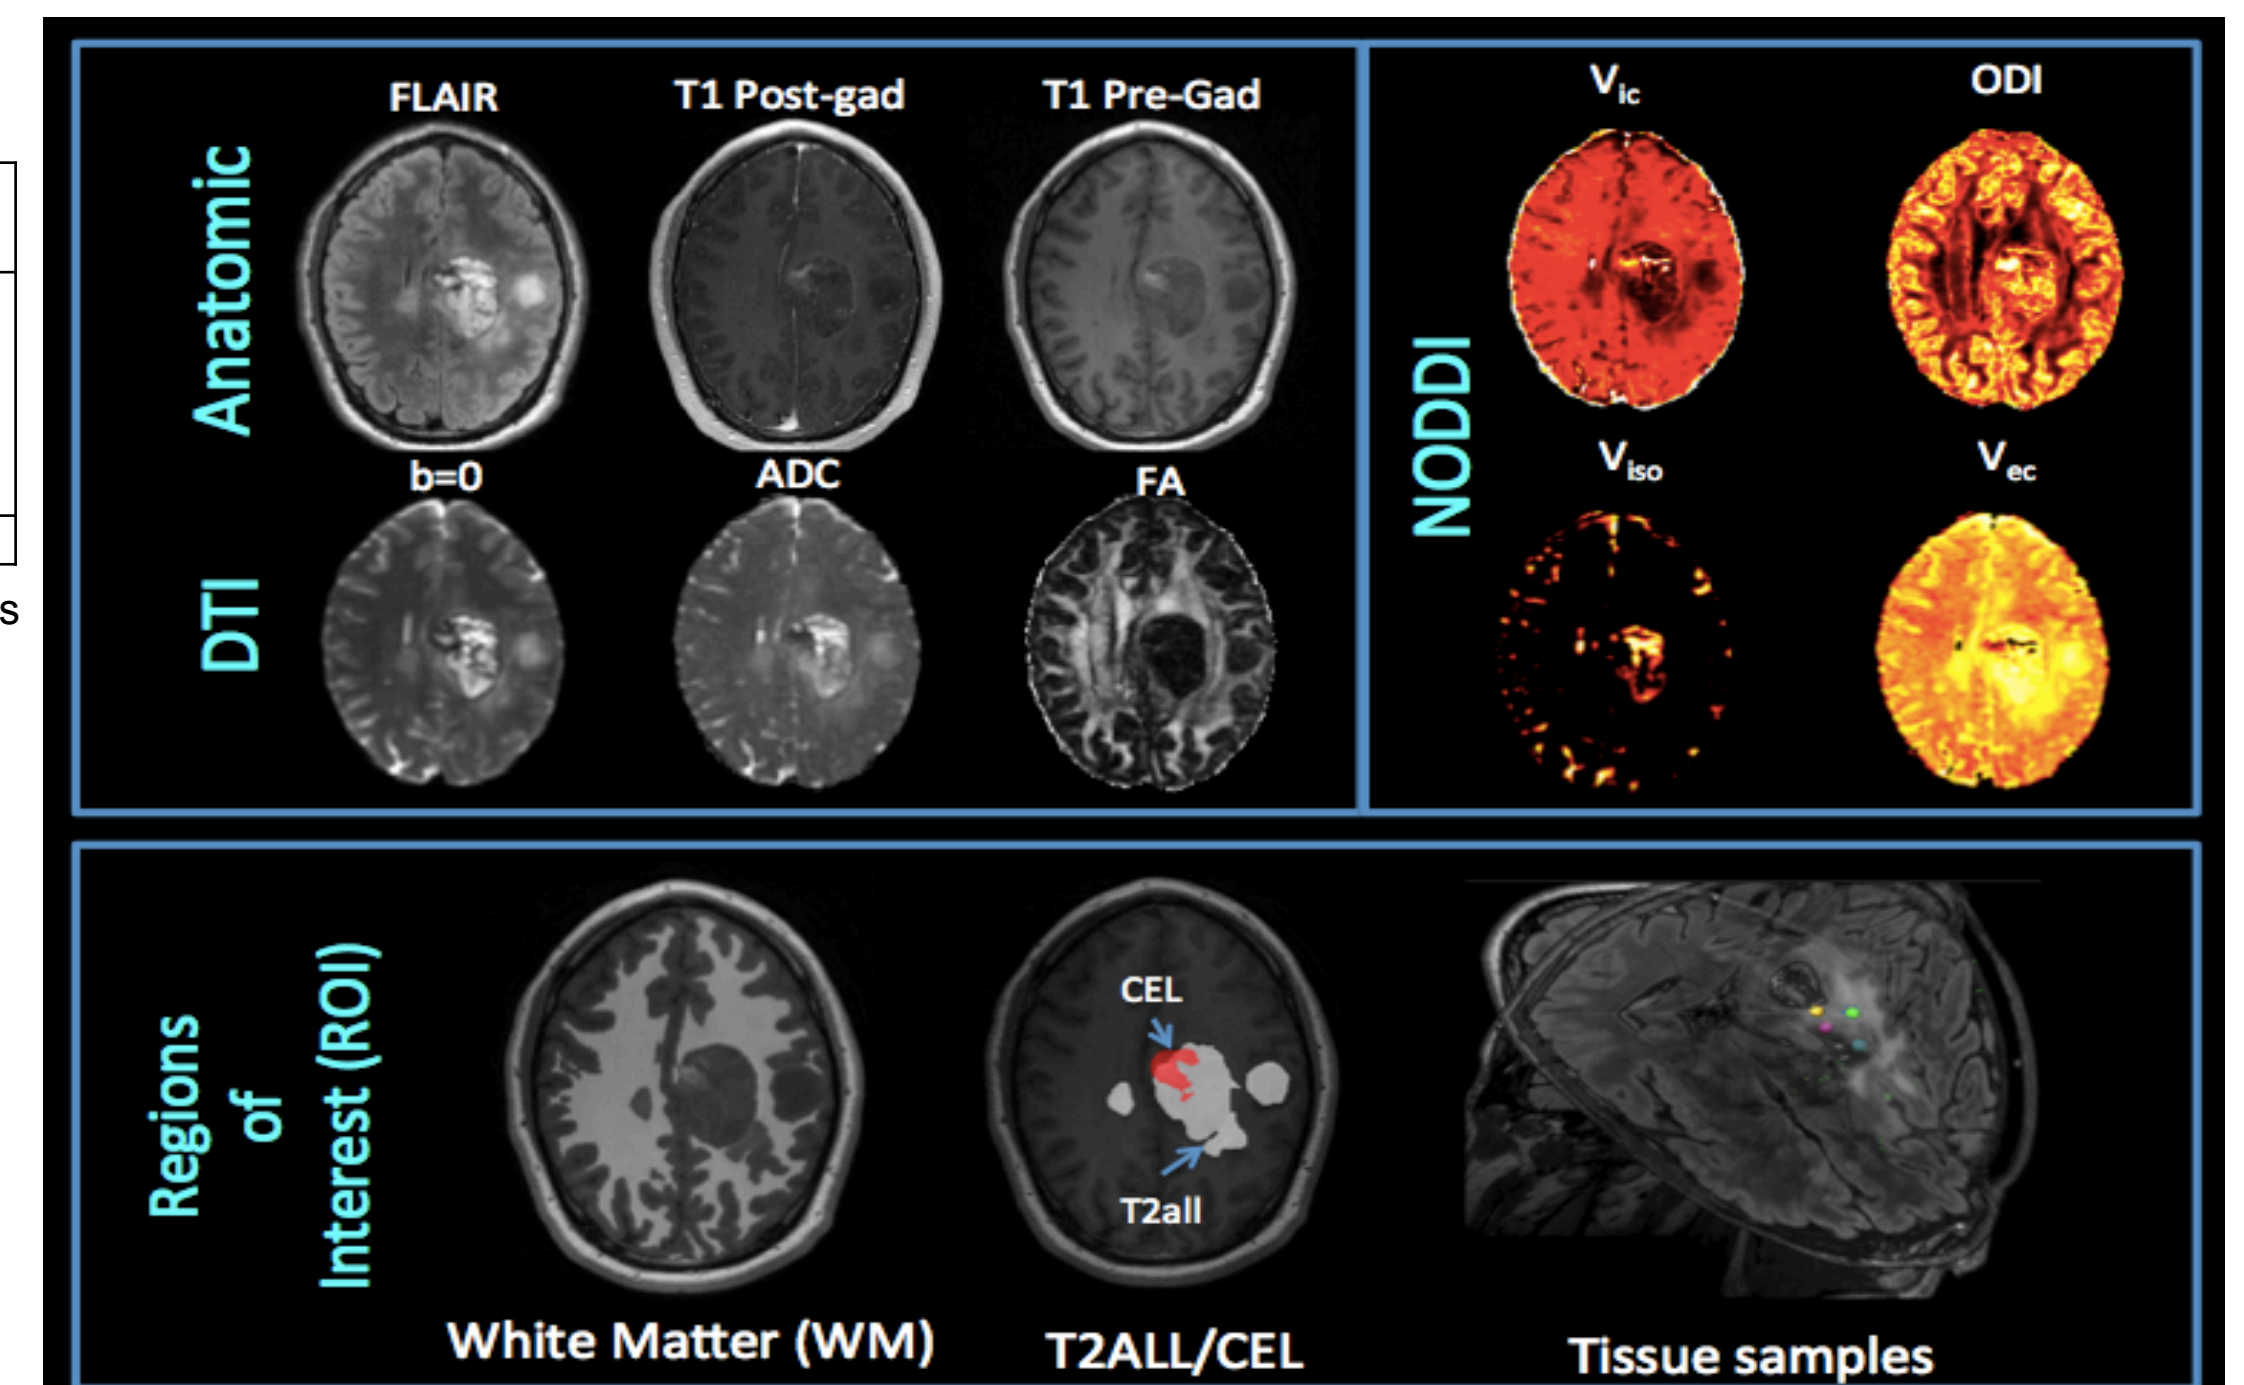 FLAIR
T1 Post-gad
T1 Pre-Gad
Anatomic
b=0
ADC
FA
DTI
Vic
ODI
NODDI
Viso
Vec
s
Regions
of
Interest (ROI)
CEL
T2all
White Matter (WM)
T2ALL/CEL
Tissue samples